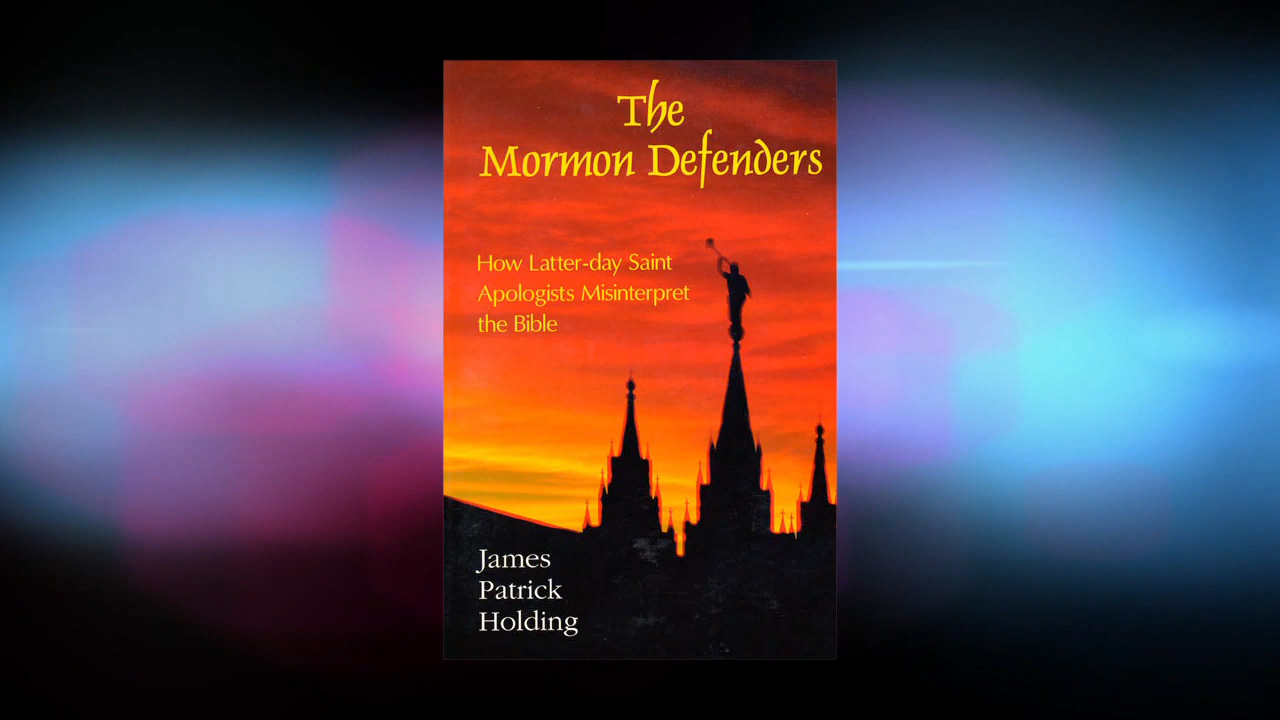 The
Mormon Defenders
How Latter-day Saint
Apologists Misinterpret
the Bible
James
Patrick
Holding